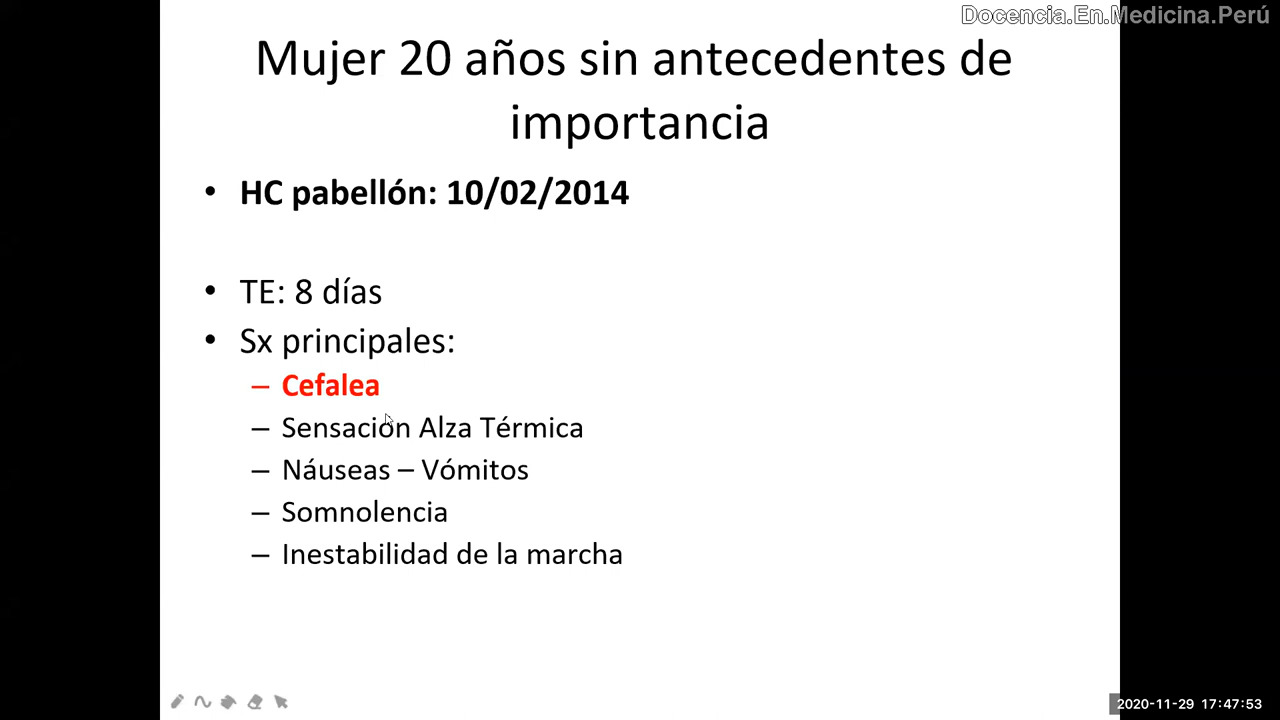 Docencia.En.Medicina.Perú
Mujer 20 años sin antecedentes de
importancia
• HC pabellón: 10/02/2014
• TE: 8 días
• Sx principales:
– Cefalea
– Sensación Alza Térmica
– Náuseas – Vómitos
– Somnolencia
– Inestabilidad de la marcha
2020-11-29 17:47:53